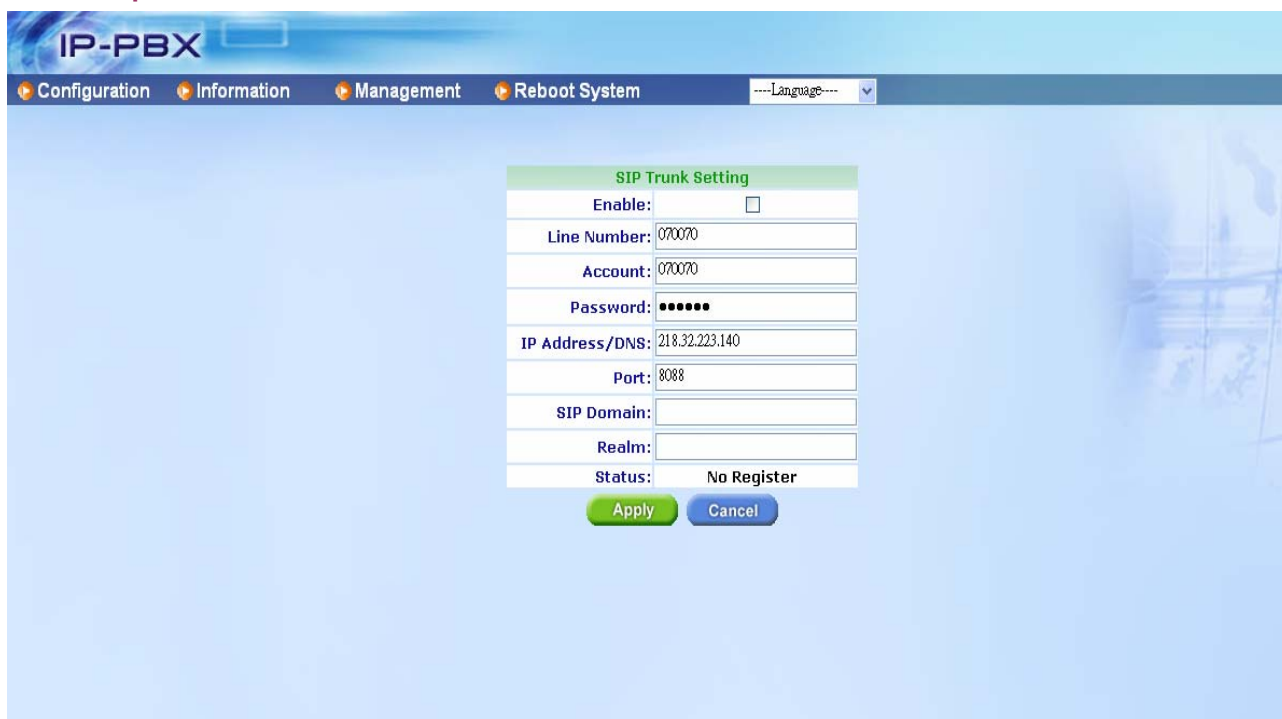 IP-PBX
Configuration Information Management Reboot System ----Language----
SIP Trunk Setting
Enable:
Line Number: 070070
Account: 070070
Password: ••••••
IP Address/DNS: 218.32.223.140
Port: 8088
SIP Domain:
Realm:
Status: No Register
Apply Cancel